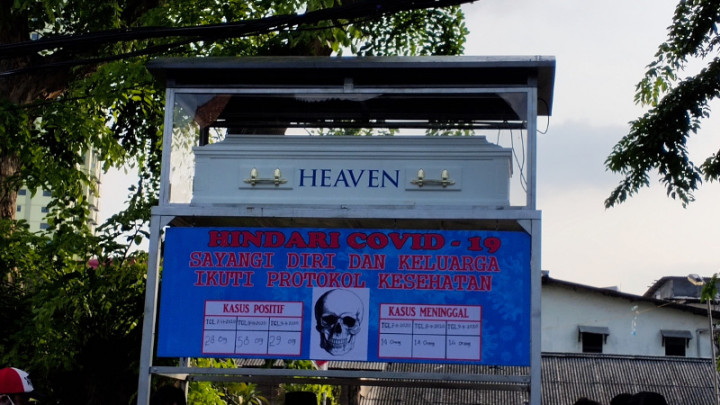 HEAVEN
HINDARI COVID - 19
SAYANGI DIRI DAN KELUARGA
IKUTI PROTOKOL KESEHATAN
KASUS POSITIF
KASUS MENINGGAL